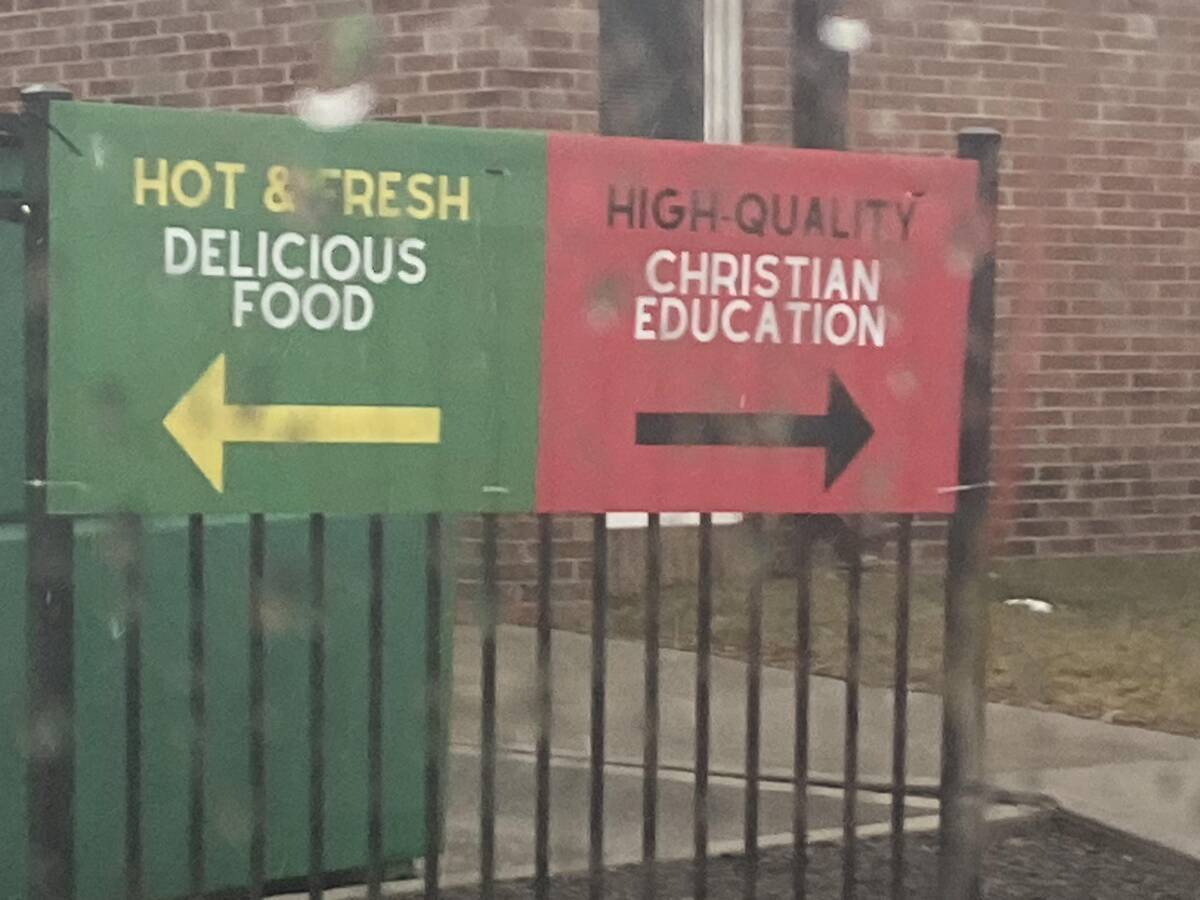 HOT & FRESH
DELICIOUS
FOOD
HIGH-QUALITY
CHRISTIAN
EDUCATION